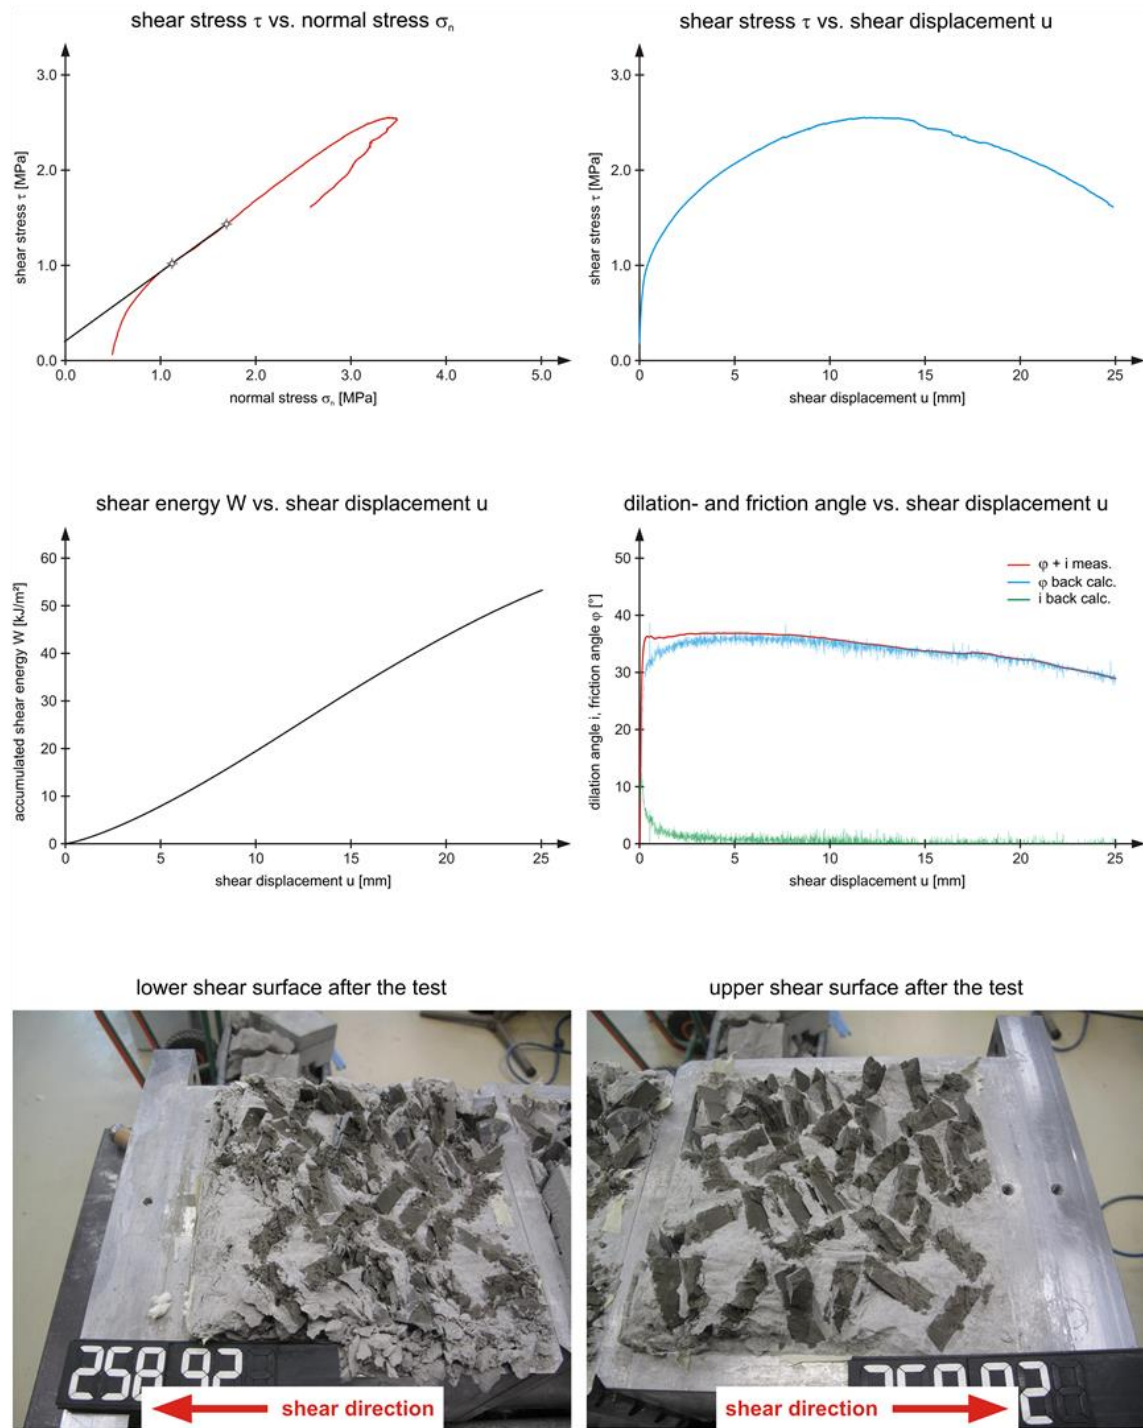 shear stress τ vs. normal stress σₙ
shear stress τ vs. shear displacement u
3.0
2.0
1.0
0.0
shear stress τ [MPa]
0.0 1.0 2.0 3.0 4.0 5.0
normal stress σₙ [MPa]
3.0
2.0
1.0
0.0
shear stress τ [MPa]
0 5 10 15 20 25
shear displacement u [mm]
shear energy W vs. shear displacement u
dilation- and friction angle vs. shear displacement u
60
50
40
30
20
10
0
accumulated shear energy W [kJ/m²]
0 5 10 15 20 25
shear displacement u [mm]
50
40
30
20
10
0
dilation angle i, friction angle φ [°]
φ + i meas.
φ back calc.
i back calc.
0 5 10 15 20 25
shear displacement u [mm]
lower shear surface after the test
upper shear surface after the test
258.92
shear direction
shear direction